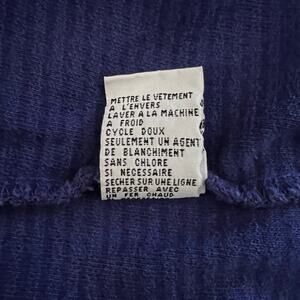 METTRE LE VETEMENT
A L'ENVERS
LAVER A LA MACHINE
A FROID
CYCLE DOUX
SEULEMENT UN AGENT
DE BLANCHIMENT
SANS CHLORE
SI NECESSAIRE
SECHER SUR UNE LIGNE
REPASSER AVEC
UN FER CHAUD